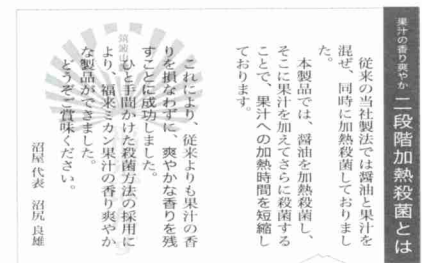 果汁の香り爽やか 二段階加熱殺菌とは
従来の当社製法では醤油と果汁を
混ぜ、同時に加熱殺菌しておりまし
た。
本製品では、醤油を加熱殺菌し、
そこに果汁を加えてさらに殺菌する
ことで、果汁への加熱時間を短縮し
ております。
これにより、従来よりも果汁の香
りを損なわずに、爽やかな香りを残
すことに成功しました。
ひと手間かけた殺菌方法の採用に
より、福来ミカン果汁の香り爽やか
な製品ができました。
どうぞご賞味ください。
沼屋 代表 沼尻 良雄